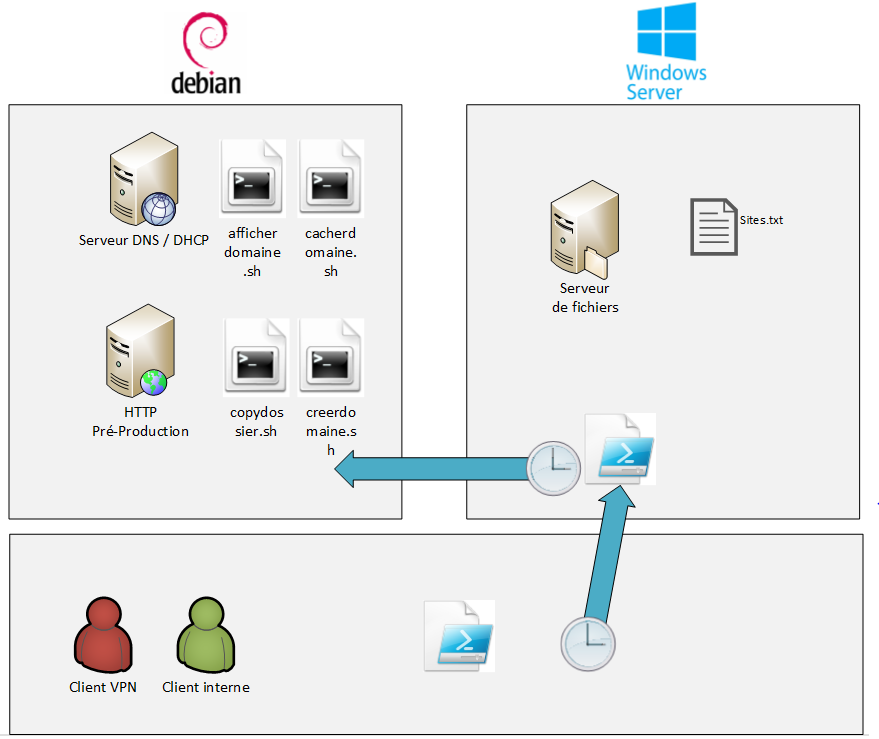 debian
Windows
Server
Serveur DNS / DHCP
afficher
domaine
.sh
cacherd
omaine.
sh
HTTP
Pré-Production
copydos
sier.sh
creerdo
maine.s
h
Serveur
de fichiers
Sites.txt
Client VPN
Client interne